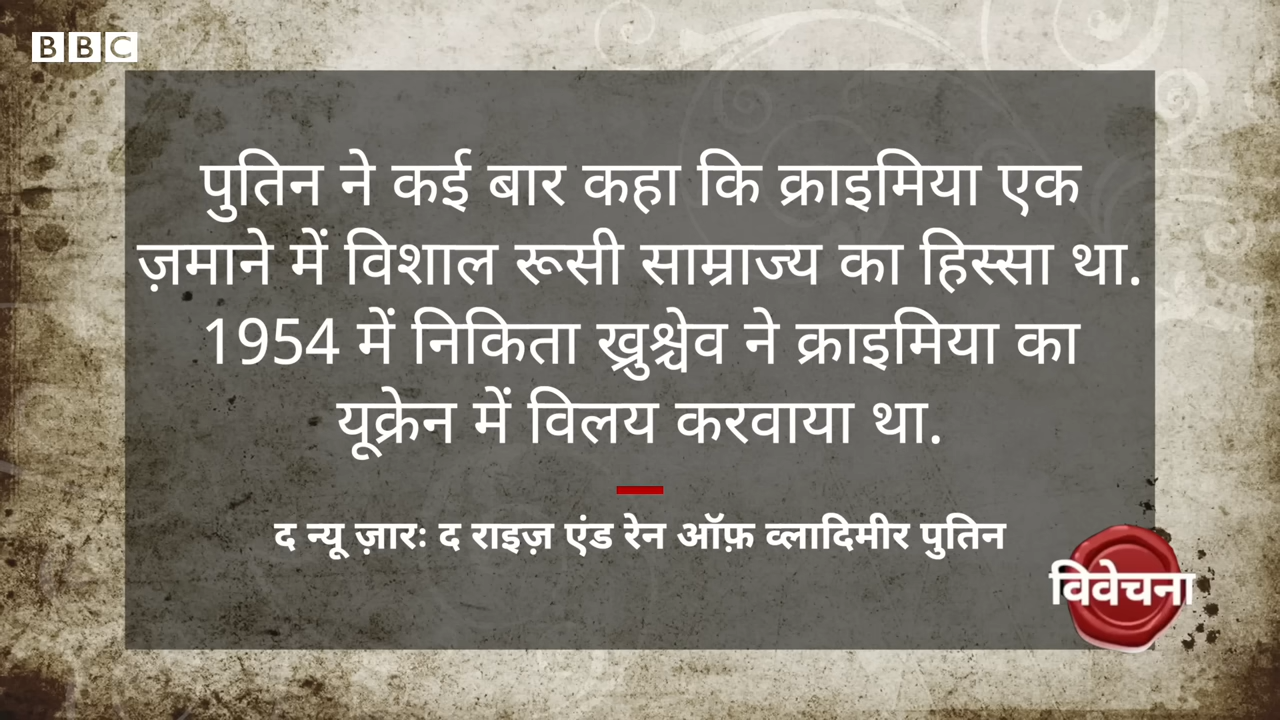 BBC
पुतिन ने कई बार कहा कि क्राइमिया एक
ज़माने में विशाल रूसी साम्राज्य का हिस्सा था.
1954 में निकिता ख्रुश्चेव ने क्राइमिया का
यूक्रेन में विलय करवाया था.
द न्यू ज़ारः द राइज़ एंड रेन ऑफ़ व्लादिमीर पुतिन
विवेचना